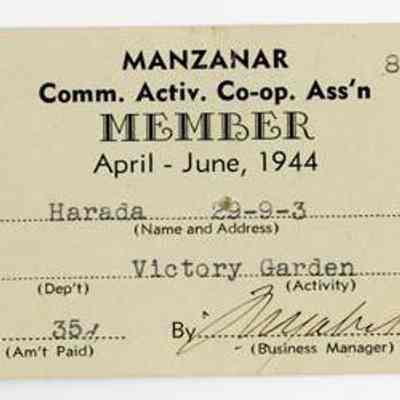 MANZANAR 8
Comm. Activ. Co-op. Ass'n
MEMBER
April - June, 1944
Harada 29-9-3
(Name and Address)
Victory Garden
(Dep't) (Activity)
35¢ By
(Am't Paid) (Business Manager)